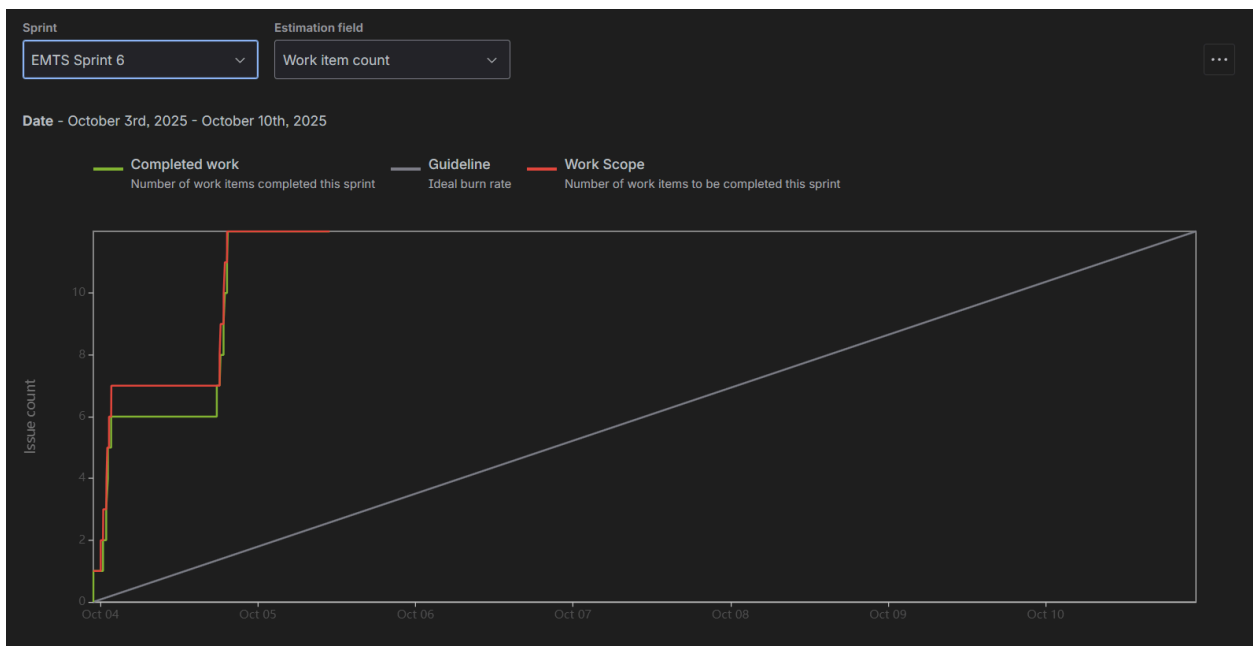 Sprint
Estimation field
EMTS Sprint 6
Work item count
Date - October 3rd, 2025 - October 10th, 2025
Completed work
Number of work items completed this sprint
Guideline
Ideal burn rate
Work Scope
Number of work items to be completed this sprint
Issue count
10
8
6
4
2
0
Oct 04
Oct 05
Oct 06
Oct 07
Oct 08
Oct 09
Oct 10